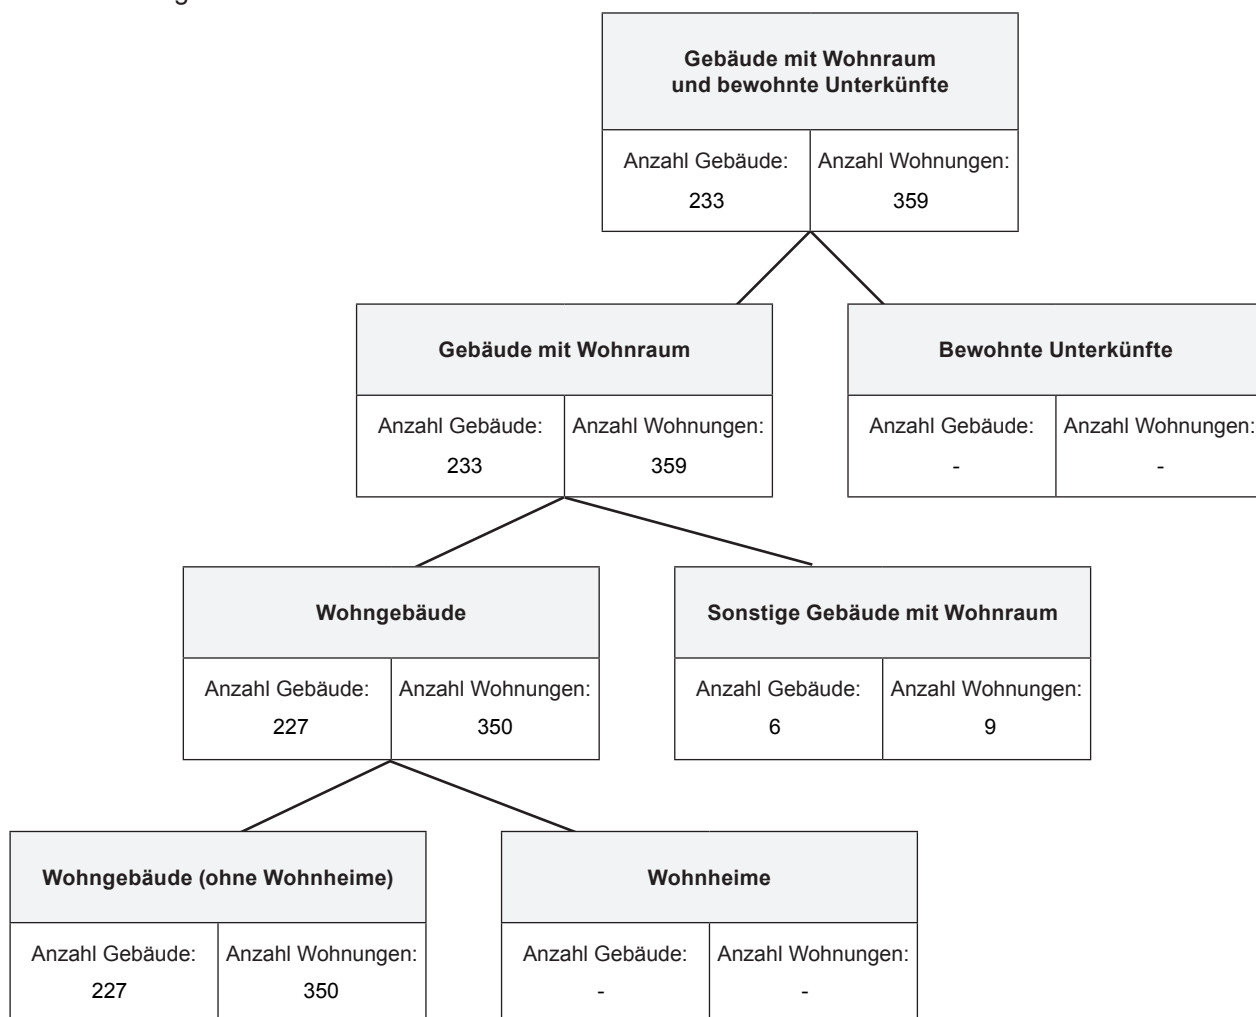 Gebäude mit Wohnraum
und bewohnte Unterkünfte
Anzahl Gebäude: Anzahl Wohnungen:
233 359
Gebäude mit Wohnraum
Bewohnte Unterkünfte
Anzahl Gebäude: Anzahl Wohnungen:
233 359
Anzahl Gebäude: Anzahl Wohnungen:
- -
Wohngebäude
Sonstige Gebäude mit Wohnraum
Anzahl Gebäude: Anzahl Wohnungen:
227 350
Anzahl Gebäude: Anzahl Wohnungen:
6 9
Wohngebäude (ohne Wohnheime)
Wohnheime
Anzahl Gebäude: Anzahl Wohnungen:
227 350
Anzahl Gebäude: Anzahl Wohnungen:
- -